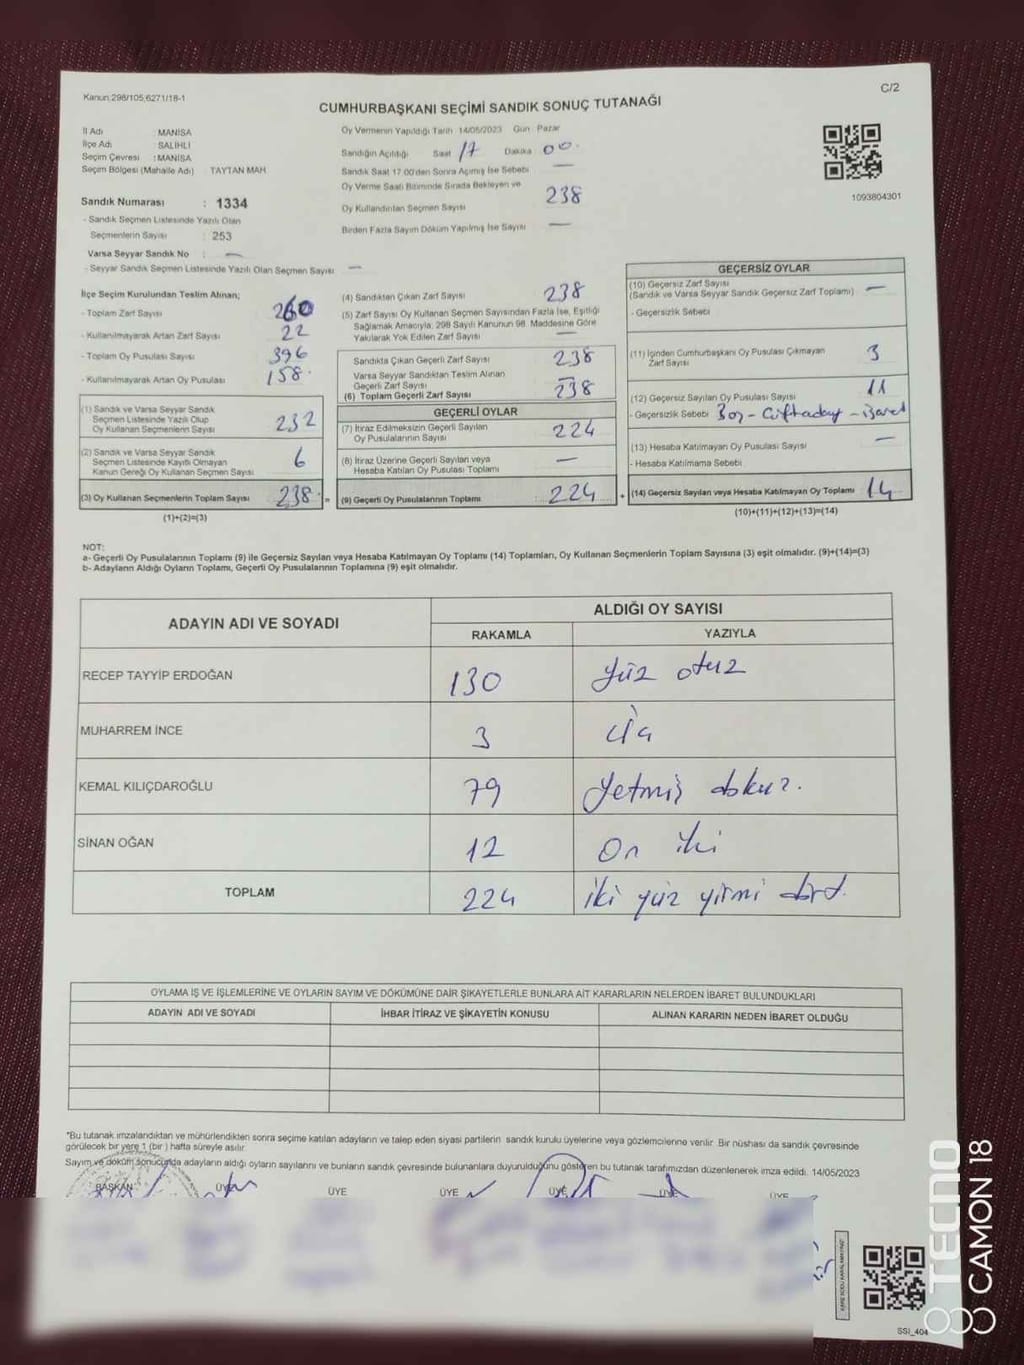 Kanun:298/105;6271/18-1
C/2
CUMHURBAŞKANI SEÇİMİ SANDIK SONUÇ TUTANAĞI
İl Adı : MANİSA
İlçe Adı : SALİHLİ
Seçim Çevresi : MANİSA
Seçim Bölgesi (Mahalle Adı) : TAYTAN MAH
Sandık Numarası : 1334
- Sandık Seçmen Listesinde Yazılı Olan
Seçmenlerin Sayısı : 253
Varsa Seyyar Sandık No : —
- Seyyar Sandık Seçmen Listesinde Yazılı Olan Seçmen Sayısı —
Oy Vermenin Yapıldığı Tarih 14/05/2023 Gün Pazar
Sandığın Açıldığı Saat 17 Dakika 00
Sandık Saat 17:00'den Sonra Açılmış İse Sebebi —
Oy Verme Saati Bitiminde Sırada Bekleyen ve
Oy Kullandırılan Seçmen Sayısı 238
Birden Fazla Sayım Döküm Yapılmış İse Sayısı —
1093804301
İlçe Seçim Kurulundan Teslim Alınan;
- Toplam Zarf Sayısı 260
- Kullanılmayarak Artan Zarf Sayısı 22
- Toplam Oy Pusulası Sayısı 396
- Kullanılmayarak Artan Oy Pusulası 158
(1) Sandık ve Varsa Seyyar Sandık
Seçmen Listesinde Yazılı Olup
Oy Kullanan Seçmenlerin Sayısı 232
(2) Sandık ve Varsa Seyyar Sandık
Seçmen Listesinde Kayıtlı Olmayan
Kanun Gereği Oy Kullanan Seçmen Sayısı 6
(3) Oy Kullanan Seçmenlerin Toplam Sayısı 238 =
(1)+(2)=(3)
(4) Sandıktan Çıkan Zarf Sayısı 238
(5) Zarf Sayısı Oy Kullanan Seçmen Sayısından Fazla İse, Eşitliği
Sağlamak Amacıyla, 298 Sayılı Kanunun 98. Maddesine Göre
Yakılarak Yok Edilen Zarf Sayısı —
Sandıkta Çıkan Geçerli Zarf Sayısı 238
Varsa Seyyar Sandıktan Teslim Alınan
Geçerli Zarf Sayısı —
(6) Toplam Geçerli Zarf Sayısı 238
GEÇERLİ OYLAR
(7) İtiraz Edilmeksizin Geçerli Sayılan
Oy Pusulalarının Sayısı 224
(8) İtiraz Üzerine Geçerli Sayılan veya
Hesaba Katılan Oy Pusulası Toplamı —
(9) Geçerli Oy Pusulalarının Toplamı : 224 +
GEÇERSİZ OYLAR
(10) Geçersiz Zarf Sayısı
(Sandık ve Varsa Seyyar Sandık Geçersiz Zarf Toplamı) —
- Geçersizlik Sebebi
(11) İçinden Cumhurbaşkanı Oy Pusulası Çıkmayan
Zarf Sayısı 3
(12) Geçersiz Sayılan Oy Pusulası Sayısı 11
- Geçersizlik Sebebi Boş - Çift aday - işaret
(13) Hesaba Katılmayan Oy Pusulası Sayısı —
- Hesaba Katılmama Sebebi
(14) Geçersiz Sayılan veya Hesaba Katılmayan Oy Toplamı 14
(10)+(11)+(12)+(13)=(14)
NOT:
a- Geçerli Oy Pusulalarının Toplamı (9) ile Geçersiz Sayılan veya Hesaba Katılmayan Oy Toplamı (14) Toplamları, Oy Kullanan Seçmenlerin Toplam Sayısına (3) eşit olmalıdır. (9)+(14)=(3)
b- Adayların Aldığı Oyların Toplamı, Geçerli Oy Pusulalarının Toplamına (9) eşit olmalıdır.
ADAYIN ADI VE SOYADI
ALDIĞI OY SAYISI
RAKAMLA YAZIYLA
RECEP TAYYİP ERDOĞAN 130 Yüz otuz
MUHARREM İNCE 3
KEMAL KILIÇDAROĞLU 79 Yetmiş dokuz.
SİNAN OĞAN 12 On iki
TOPLAM 224 iki yüz yirmi dört.
OYLAMA İŞ VE İŞLEMLERİNE VE OYLARIN SAYIM VE DÖKÜMÜNE DAİR ŞİKAYETLERLE BUNLARA AİT KARARLARIN NELERDEN İBARET BULUNDUKLARI
ADAYIN ADI VE SOYADI İHBAR İTİRAZ VE ŞİKAYETİN KONUSU ALINAN KARARIN NEDEN İBARET OLDUĞU
*Bu tutanak imzalandıktan ve mühürlendikten sonra seçime katılan adayların ve talep eden siyasi partilerin sandık kurulu üyelerine veya gözlemcilerine verilir. Bir nüshası da sandık çevresinde
görülecek bir yere 1 (bir) hafta süreyle asılır.
Sayım ve döküm sonucunda adayların aldığı oyların sayılarını ve bunların sandık çevresinde bulunanlara duyurulduğunu gösteren bu tutanak tarafımızdan düzenlenerek imza edildi. 14/05/2023
BAŞKAN ÜYE ÜYE ÜYE ÜYE ÜYE ÜYE
SSI_404
TECNO
CAMON 18